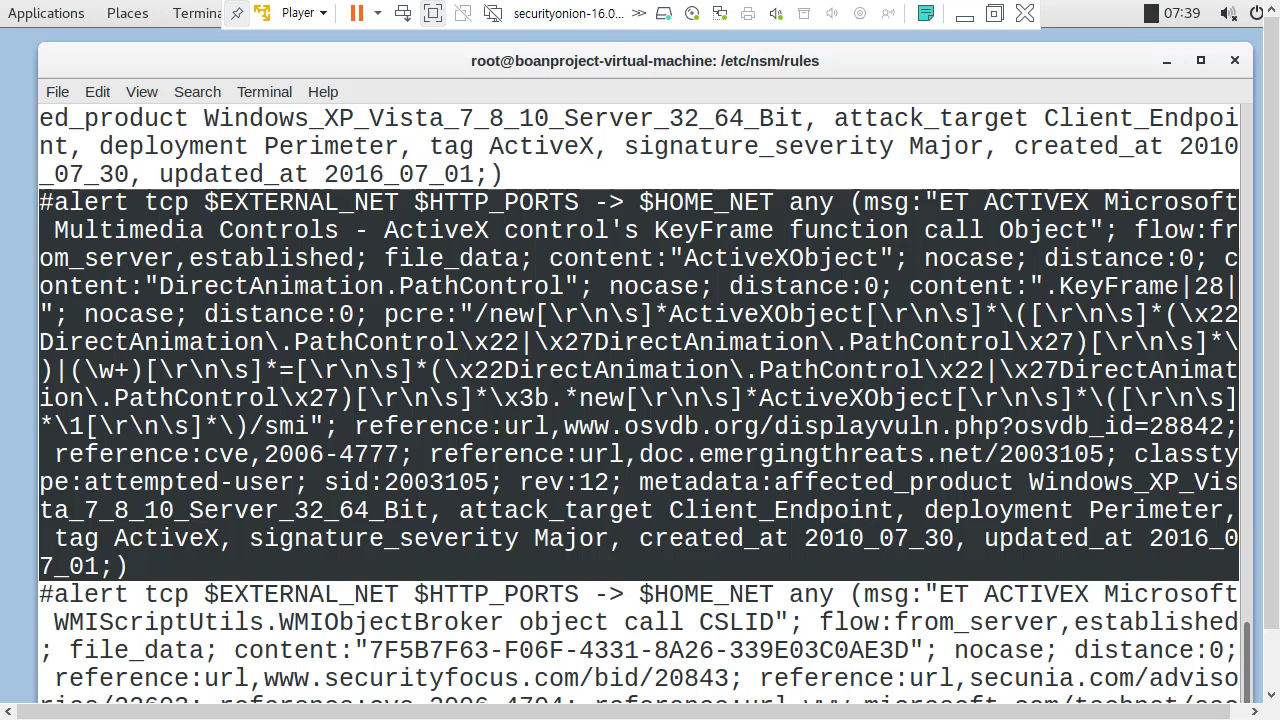 Applications Places Termina Player securityonion-16.0... >> 07:39
root@boanproject-virtual-machine: /etc/nsm/rules
File Edit View Search Terminal Help
ed_product Windows_XP_Vista_7_8_10_Server_32_64_Bit, attack_target Client_Endpoi
nt, deployment Perimeter, tag ActiveX, signature_severity Major, created_at 2010
_07_30, updated_at 2016_07_01;)
#alert tcp $EXTERNAL_NET $HTTP_PORTS -> $HOME_NET any (msg:"ET ACTIVEX Microsoft
 Multimedia Controls - ActiveX control's KeyFrame function call Object"; flow:fr
om_server,established; file_data; content:"ActiveXObject"; nocase; distance:0; c
ontent:"DirectAnimation.PathControl"; nocase; distance:0; content:".KeyFrame|28|
"; nocase; distance:0; pcre:"/new[\r\n\s]*ActiveXObject[\r\n\s]*\([\r\n\s]*(\x22
DirectAnimation\.PathControl\x22|\x27DirectAnimation\.PathControl\x27)[\r\n\s]*\
)|(\w+)[\r\n\s]*=[\r\n\s]*(\x22DirectAnimation\.PathControl\x22|\x27DirectAnimat
ion\.PathControl\x27)[\r\n\s]*\x3b.*new[\r\n\s]*ActiveXObject[\r\n\s]*\([\r\n\s]
*\1[\r\n\s]*\)/smi"; reference:url,www.osvdb.org/displayvuln.php?osvdb_id=28842;
 reference:cve,2006-4777; reference:url,doc.emergingthreats.net/2003105; classty
pe:attempted-user; sid:2003105; rev:12; metadata:affected_product Windows_XP_Vis
ta_7_8_10_Server_32_64_Bit, attack_target Client_Endpoint, deployment Perimeter,
 tag ActiveX, signature_severity Major, created_at 2010_07_30, updated_at 2016_0
7_01;)
#alert tcp $EXTERNAL_NET $HTTP_PORTS -> $HOME_NET any (msg:"ET ACTIVEX Microsoft
 WMIScriptUtils.WMIObjectBroker object call CSLID"; flow:from_server,established
; file_data; content:"7F5B7F63-F06F-4331-8A26-339E03C0AE3D"; nocase; distance:0;
 reference:url,www.securityfocus.com/bid/20843; reference:url,secunia.com/adviso